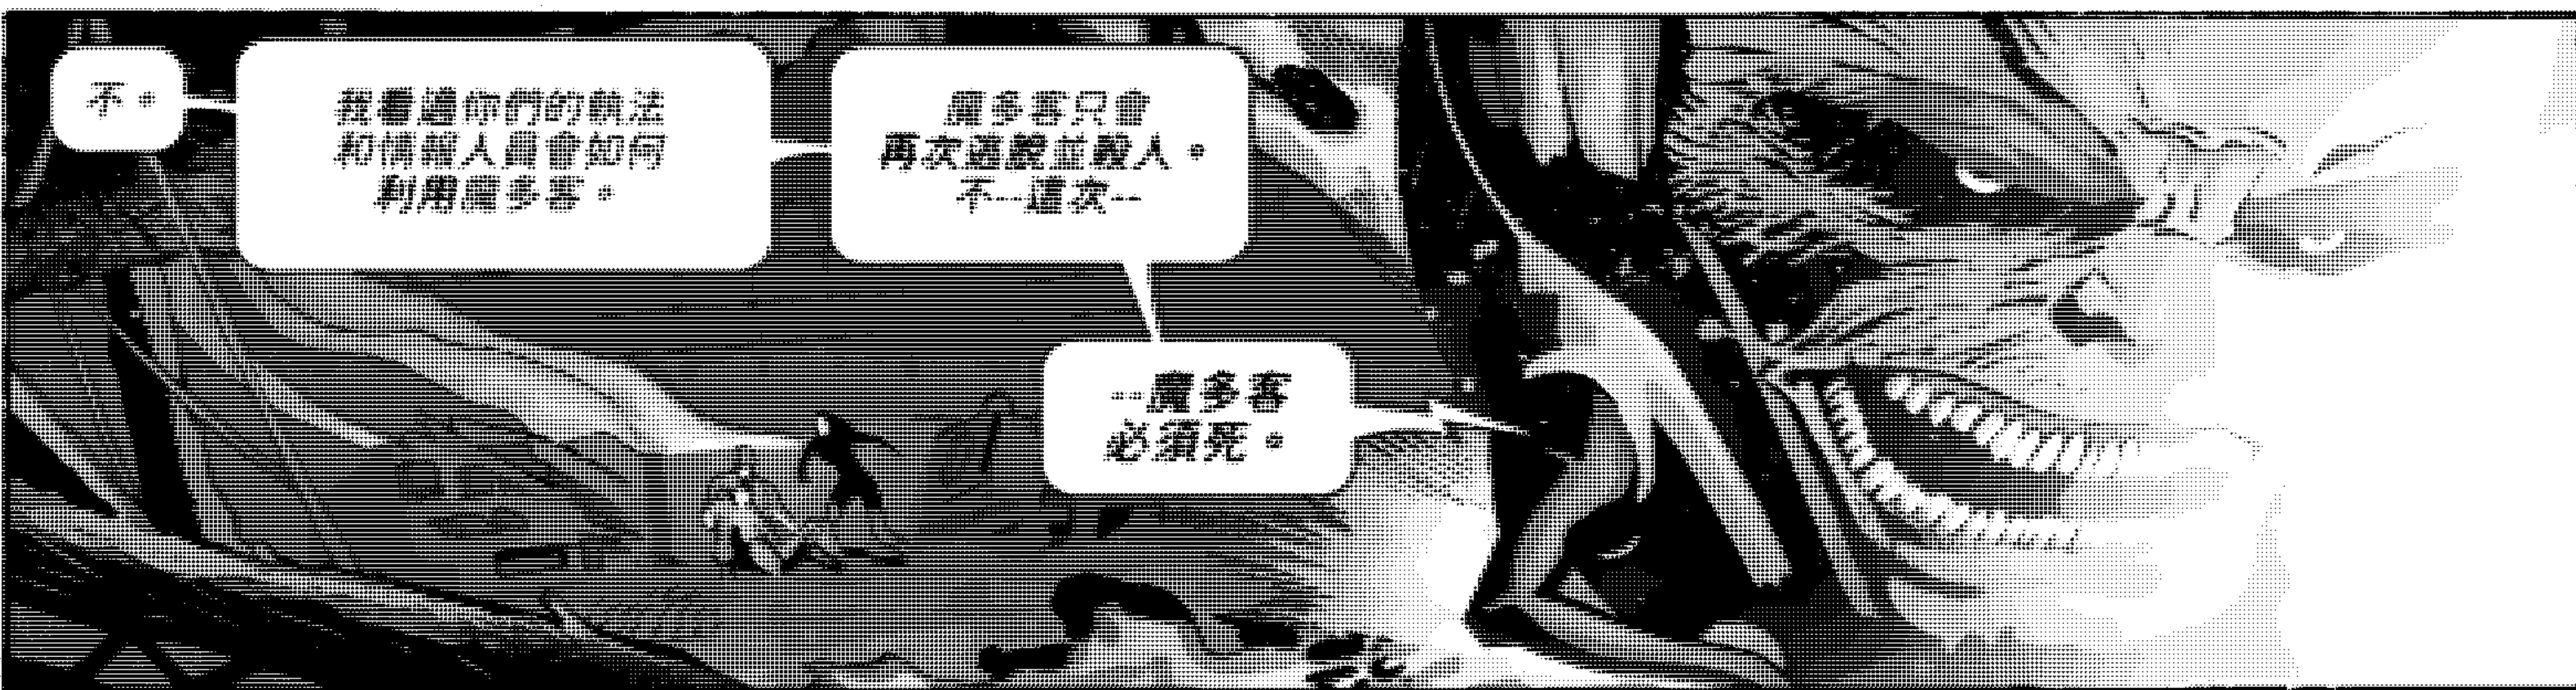 不。
我看過你們的執法
和情報人員會如何
利用魔多客。
魔多客只會
再次逃脫並殺人。
不--這次--
--魔多客
必須死。